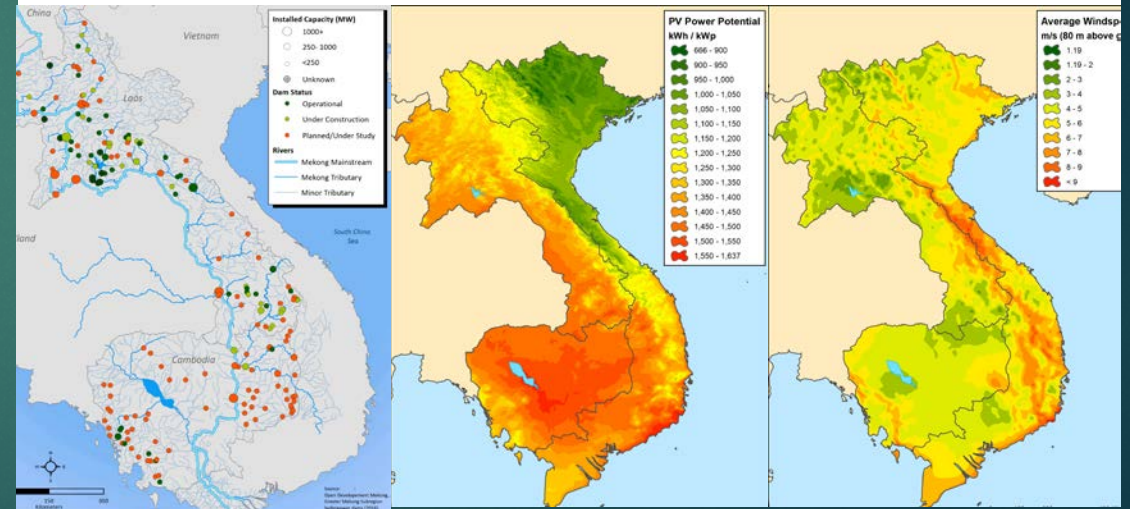 China
Vietnam
Laos
South China
Sea
Cambodia
Installed Capacity (MW)
1000+
250- 1000
<250
Unknown
Dam Status
Operational
Under Construction
Planned/Under Study
Rivers
Mekong Mainstream
Mekong Tributary
Minor Tributary
150
300
Kilometers
Source:
Open Development Mekong,
Greater Mekong Subregion
PV Power Potential
kWh / kWp
666 - 900
900 - 950
950 - 1,000
1,000 - 1,050
1,050 - 1,100
1,100 - 1,150
1,150 - 1,200
1,200 - 1,250
1,250 - 1,300
1,300 - 1,350
1,350 - 1,400
1,400 - 1,450
1,450 - 1,500
1,500 - 1,550
1,550 - 1,637
Average Windsp
m/s (80 m above g
1.19
1.19 - 2
2 - 3
3 - 4
4 - 5
5 - 6
6 - 7
7 - 8
8 - 9
< 9